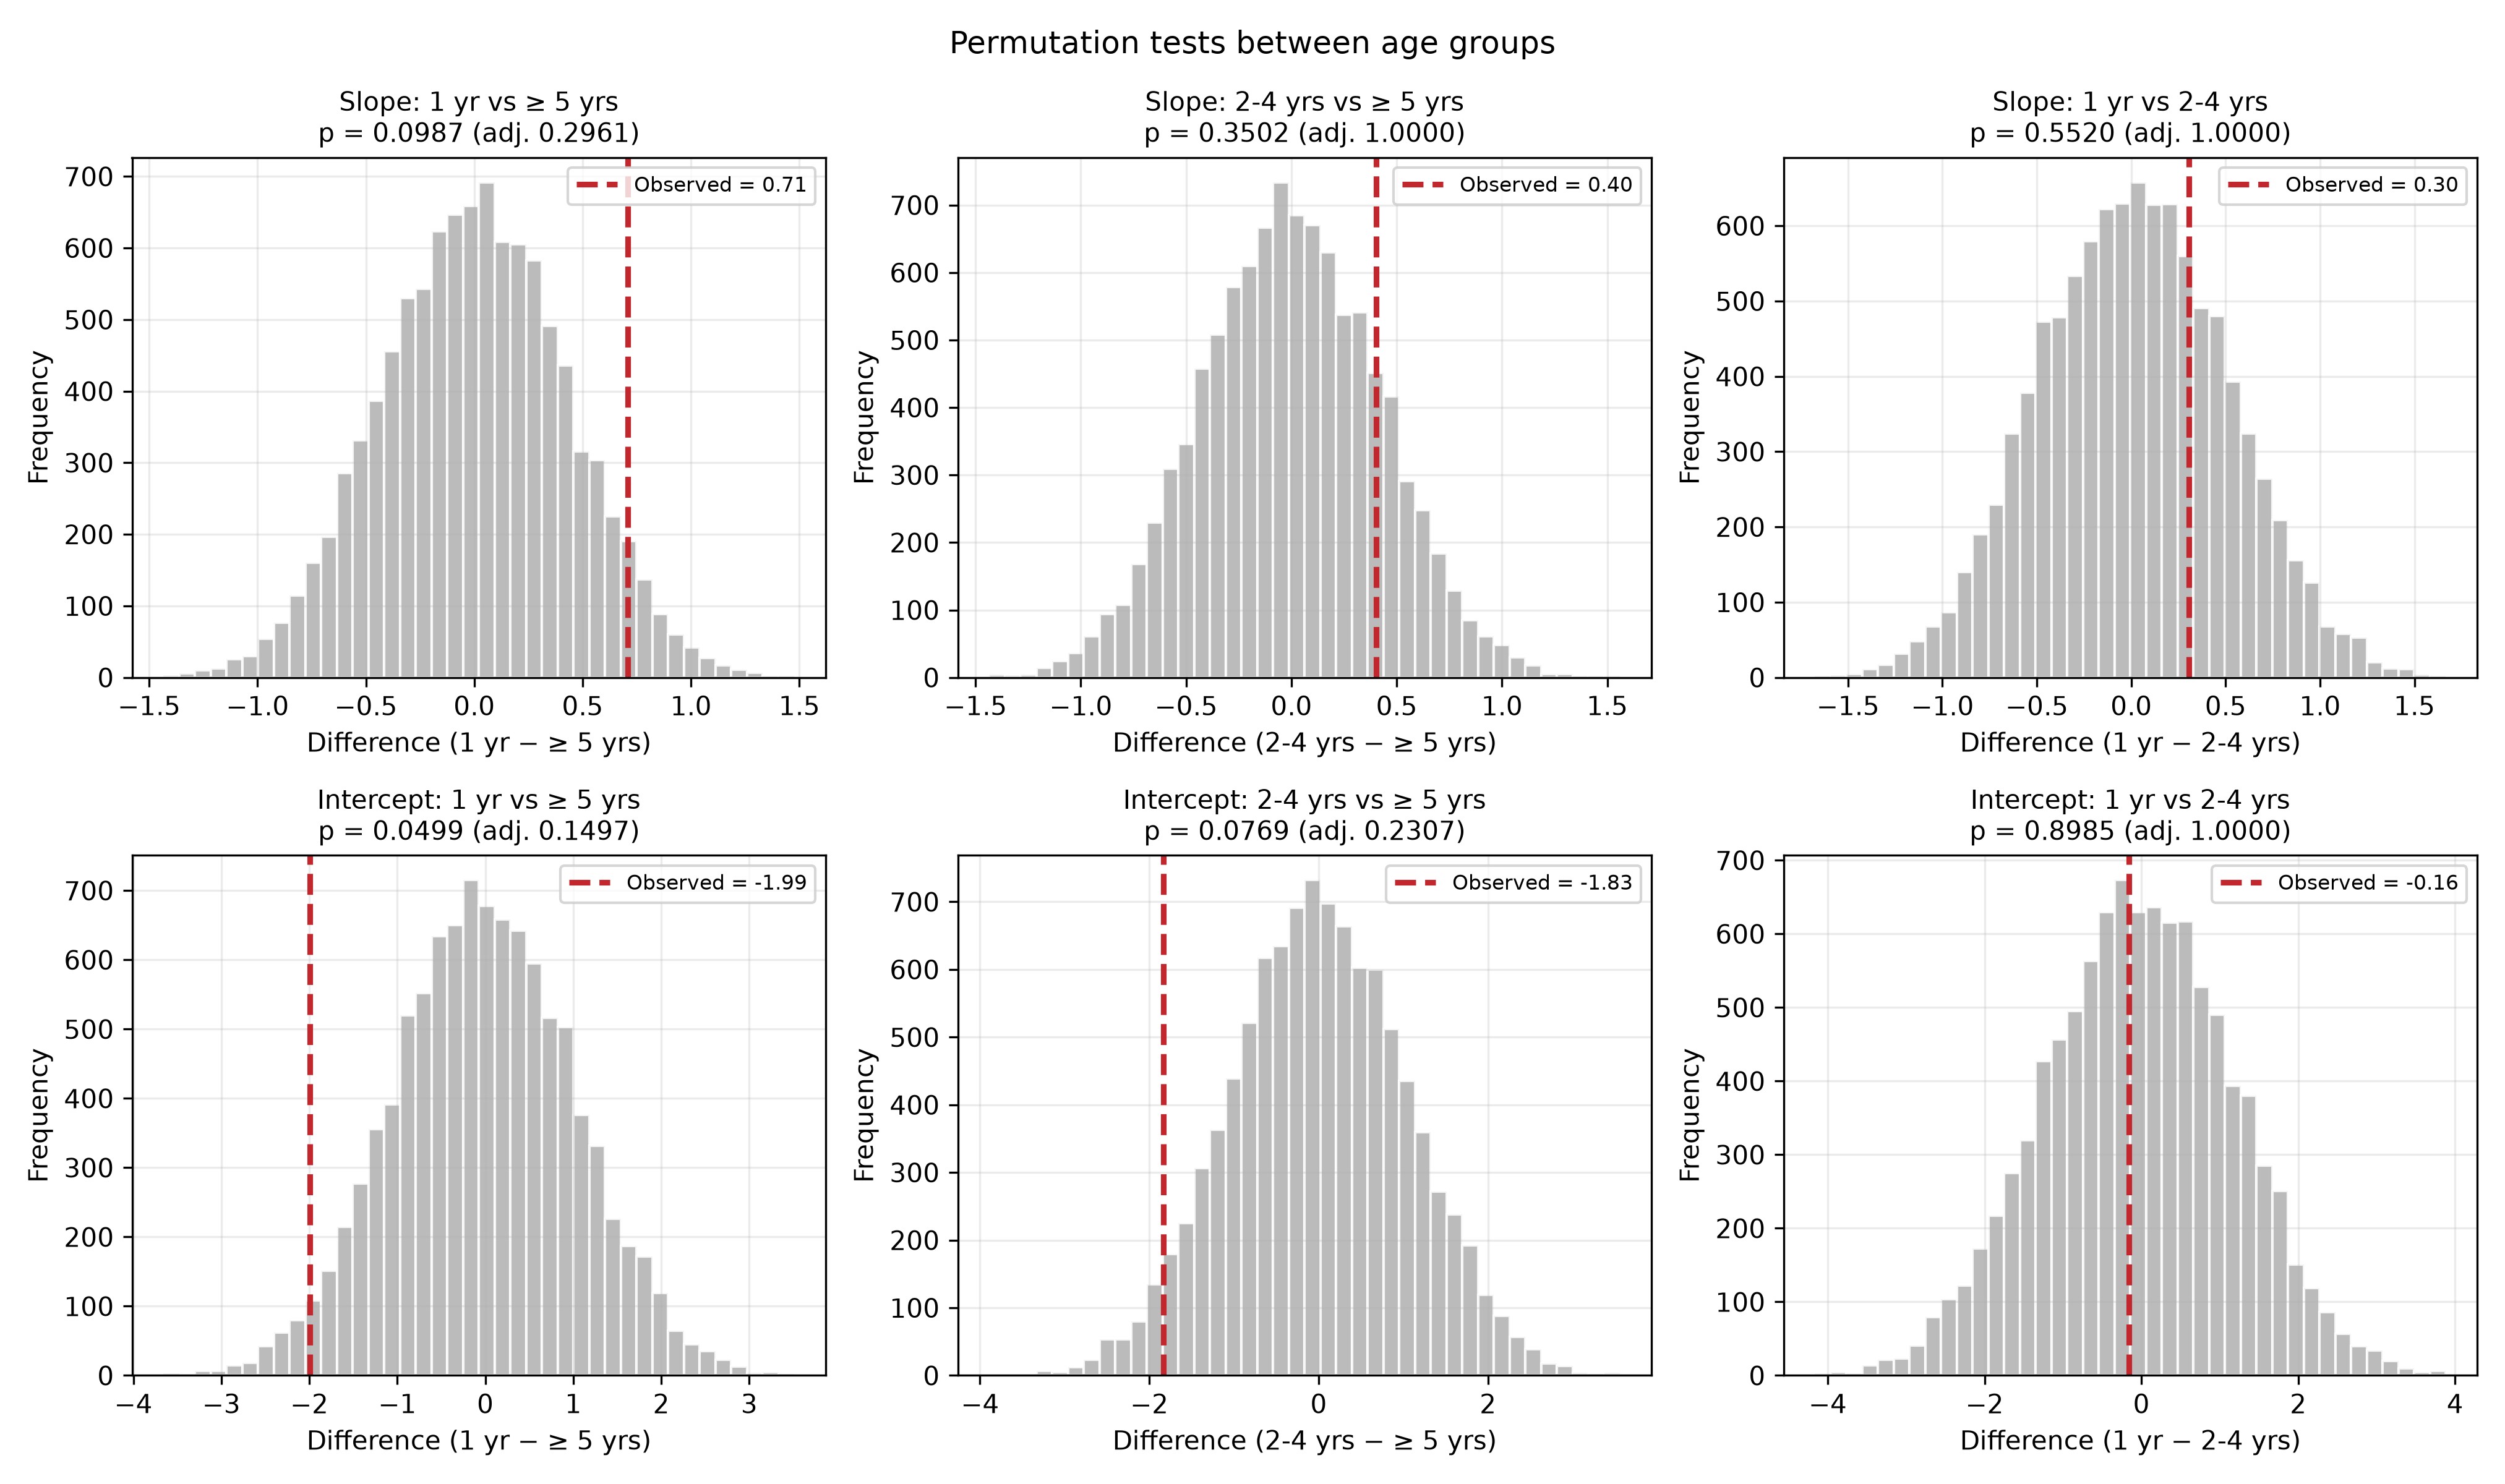 Permutation tests between age groups
Slope: 1 yr vs ≥ 5 yrs
p = 0.0987 (adj. 0.2961)
Observed = 0.71
700
600
500
400
300
200
100
0
Frequency
−1.5 −1.0 −0.5 0.0 0.5 1.0 1.5
Difference (1 yr − ≥ 5 yrs)
Slope: 2-4 yrs vs ≥ 5 yrs
p = 0.3502 (adj. 1.0000)
Observed = 0.40
700
600
500
400
300
200
100
0
Frequency
−1.5 −1.0 −0.5 0.0 0.5 1.0 1.5
Difference (2-4 yrs − ≥ 5 yrs)
Slope: 1 yr vs 2-4 yrs
p = 0.5520 (adj. 1.0000)
Observed = 0.30
600
500
400
300
200
100
0
Frequency
−1.5 −1.0 −0.5 0.0 0.5 1.0 1.5
Difference (1 yr − 2-4 yrs)
Intercept: 1 yr vs ≥ 5 yrs
p = 0.0499 (adj. 0.1497)
Observed = -1.99
700
600
500
400
300
200
100
0
Frequency
−4 −3 −2 −1 0 1 2 3
Difference (1 yr − ≥ 5 yrs)
Intercept: 2-4 yrs vs ≥ 5 yrs
p = 0.0769 (adj. 0.2307)
Observed = -1.83
700
600
500
400
300
200
100
0
Frequency
−4 −2 0 2
Difference (2-4 yrs − ≥ 5 yrs)
Intercept: 1 yr vs 2-4 yrs
p = 0.8985 (adj. 1.0000)
Observed = -0.16
700
600
500
400
300
200
100
0
Frequency
−4 −2 0 2 4
Difference (1 yr − 2-4 yrs)